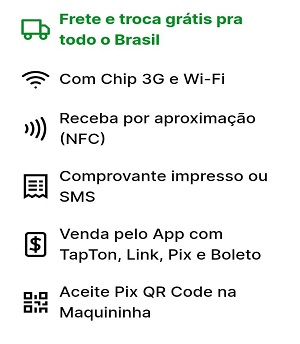 Frete e troca grátis pra
todo o Brasil
Com Chip 3G e Wi-Fi
Receba por aproximação
(NFC)
Comprovante impresso ou
SMS
Venda pelo App com
TapTon, Link, Pix e Boleto
Aceite Pix QR Code na
Maquininha